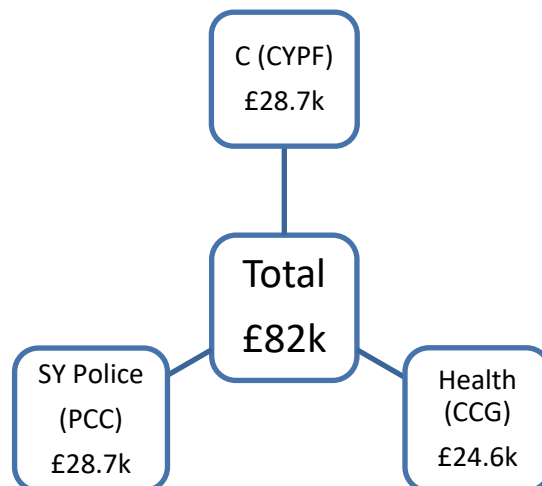 C (CYPF)
£28.7k
Total
£82k
SY Police
(PCC)
£28.7k
Health
(CCG)
£24.6k